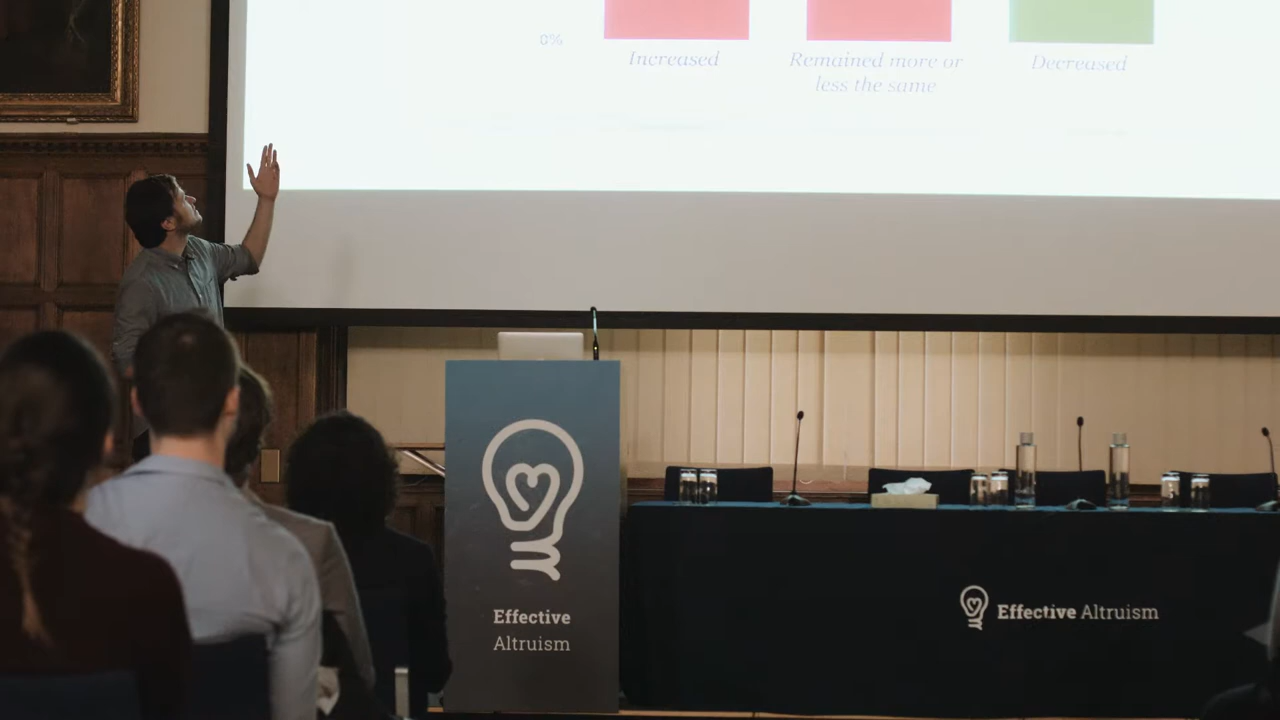 0%
Increased
Remained more or
less the same
Decreased
Effective
Altruism
Effective Altruism